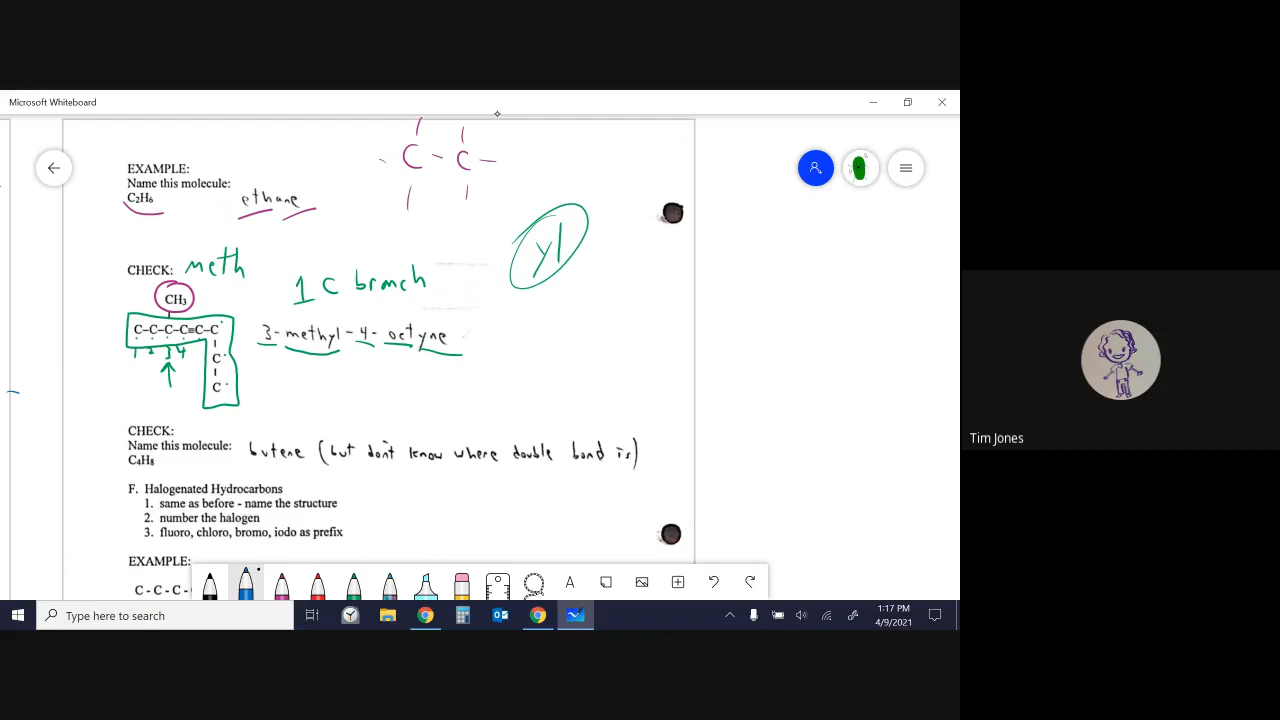 Microsoft Whiteboard
C - C -
EXAMPLE:
Name this molecule:
C2H6 ethane
yl
CHECK: meth
CH3
1 C branch
C-C-C-C≡C-C
3-methyl-4-octyne
1 2 3 4
C
C
CHECK:
Name this molecule: butene (but don't know where double bond is)
C4H8
F. Halogenated Hydrocarbons
1. same as before - name the structure
2. number the halogen
3. fluoro, chloro, bromo, iodo as prefix
EXAMPLE:
C - C - C -
Tim Jones
Type here to search
1:17 PM
4/9/2021